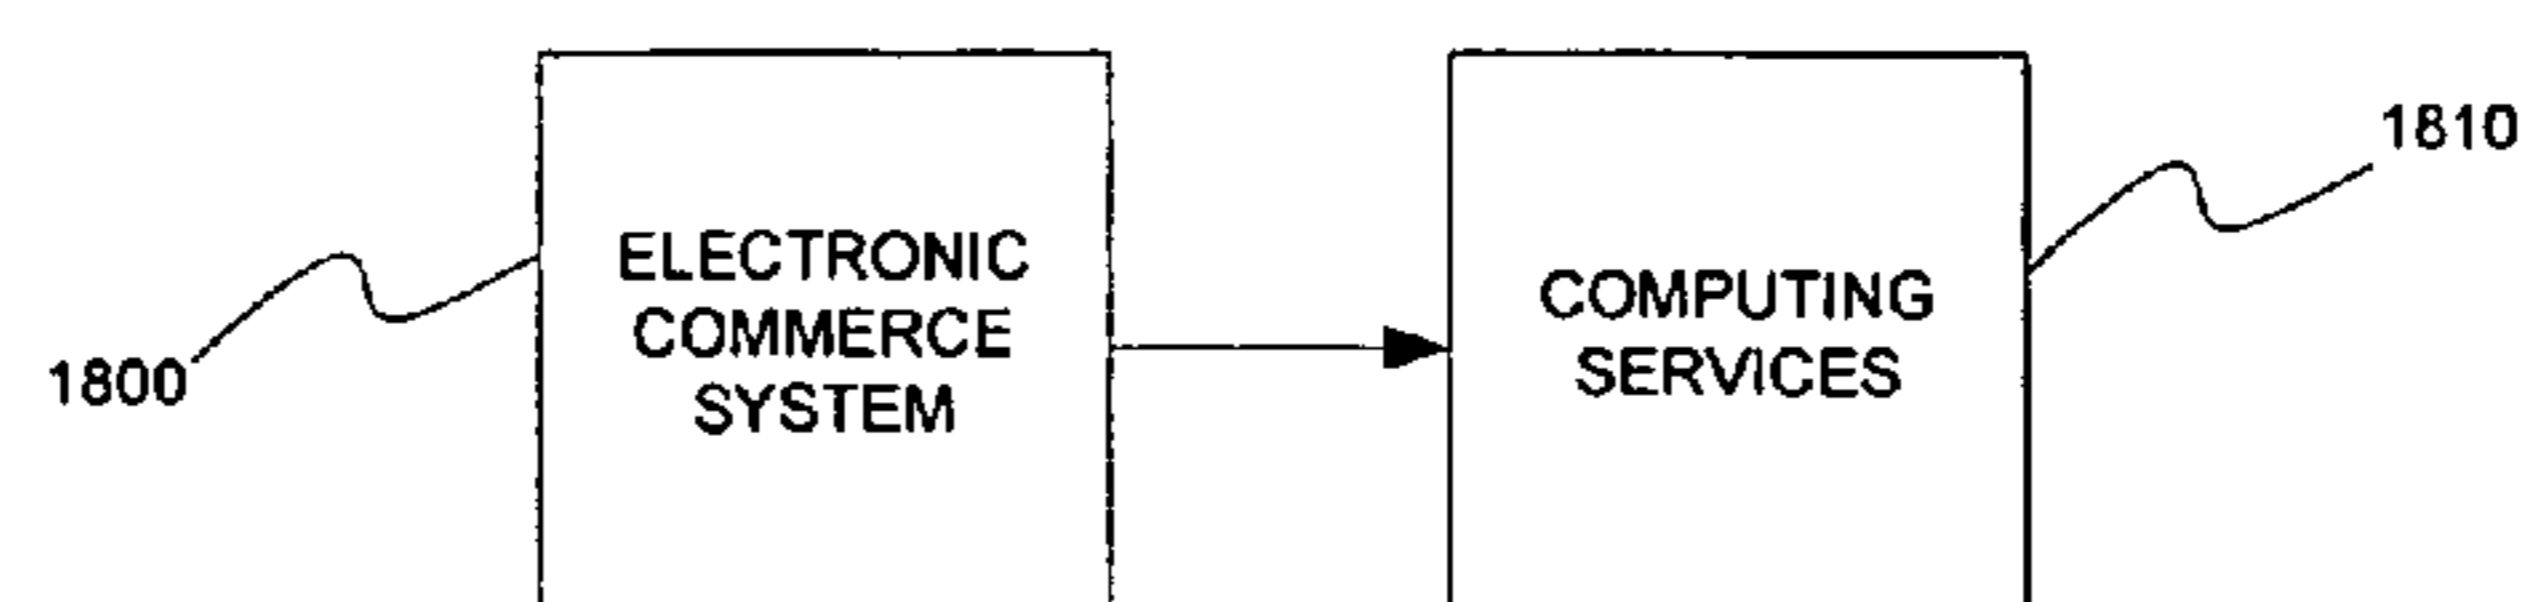 1810
ELECTRONIC
COMMERCE
SYSTEM
COMPUTING
SERVICES
1800